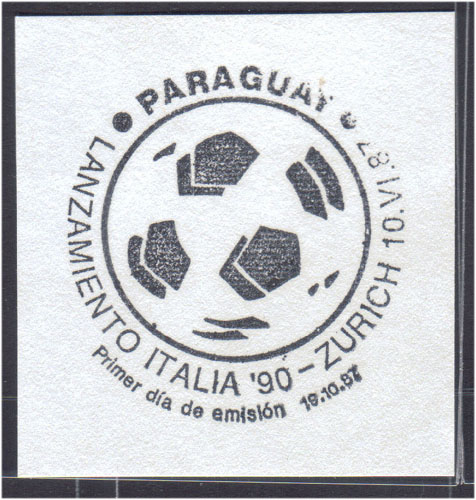 PARAGUAY
LANZAMIENTO ITALIA '90 - ZURICH 10.VI.87
Primer día de emisión 19.10.87